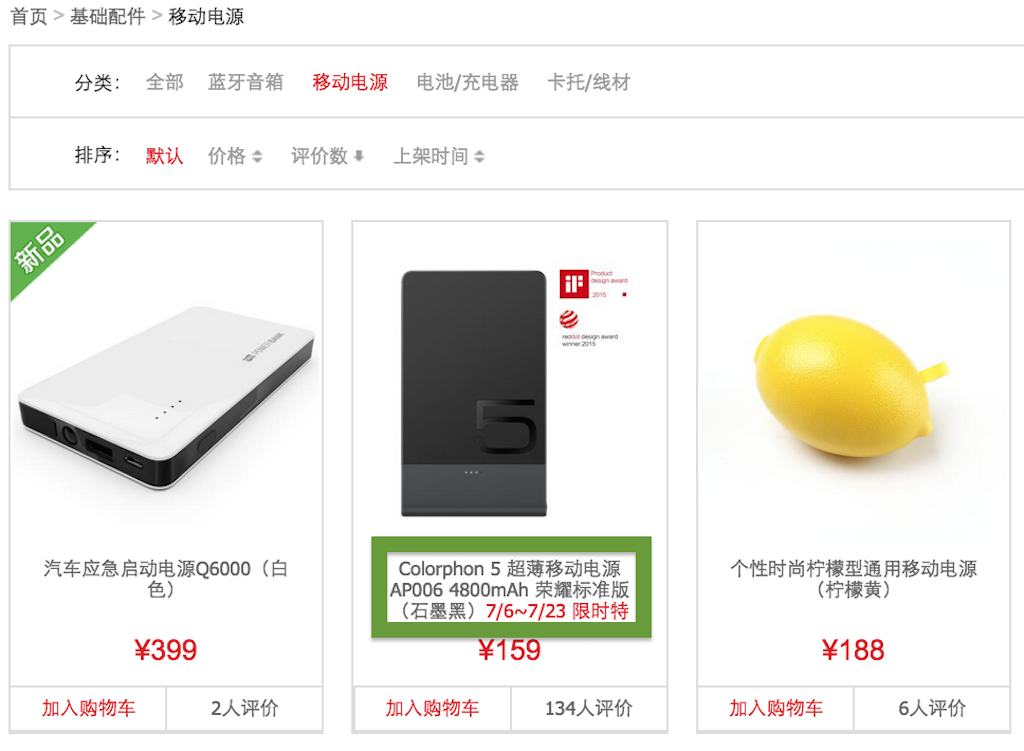 首页 > 基础配件 > 移动电源
分类： 全部 蓝牙音箱 移动电源 电池/充电器 卡托/线材
排序： 默认 价格 评价数 上架时间
新品
POWER BANK
iF
Product
design award
2015
reddot design award
winner 2015
5
汽车应急启动电源Q6000（白
色）
¥399
加入购物车 2人评价
Colorphon 5 超薄移动电源
AP006 4800mAh 荣耀标准版
（石墨黑）7/6~7/23 限时特
¥159
加入购物车 134人评价
个性时尚柠檬型通用移动电源
（柠檬黄）
¥188
加入购物车 6人评价